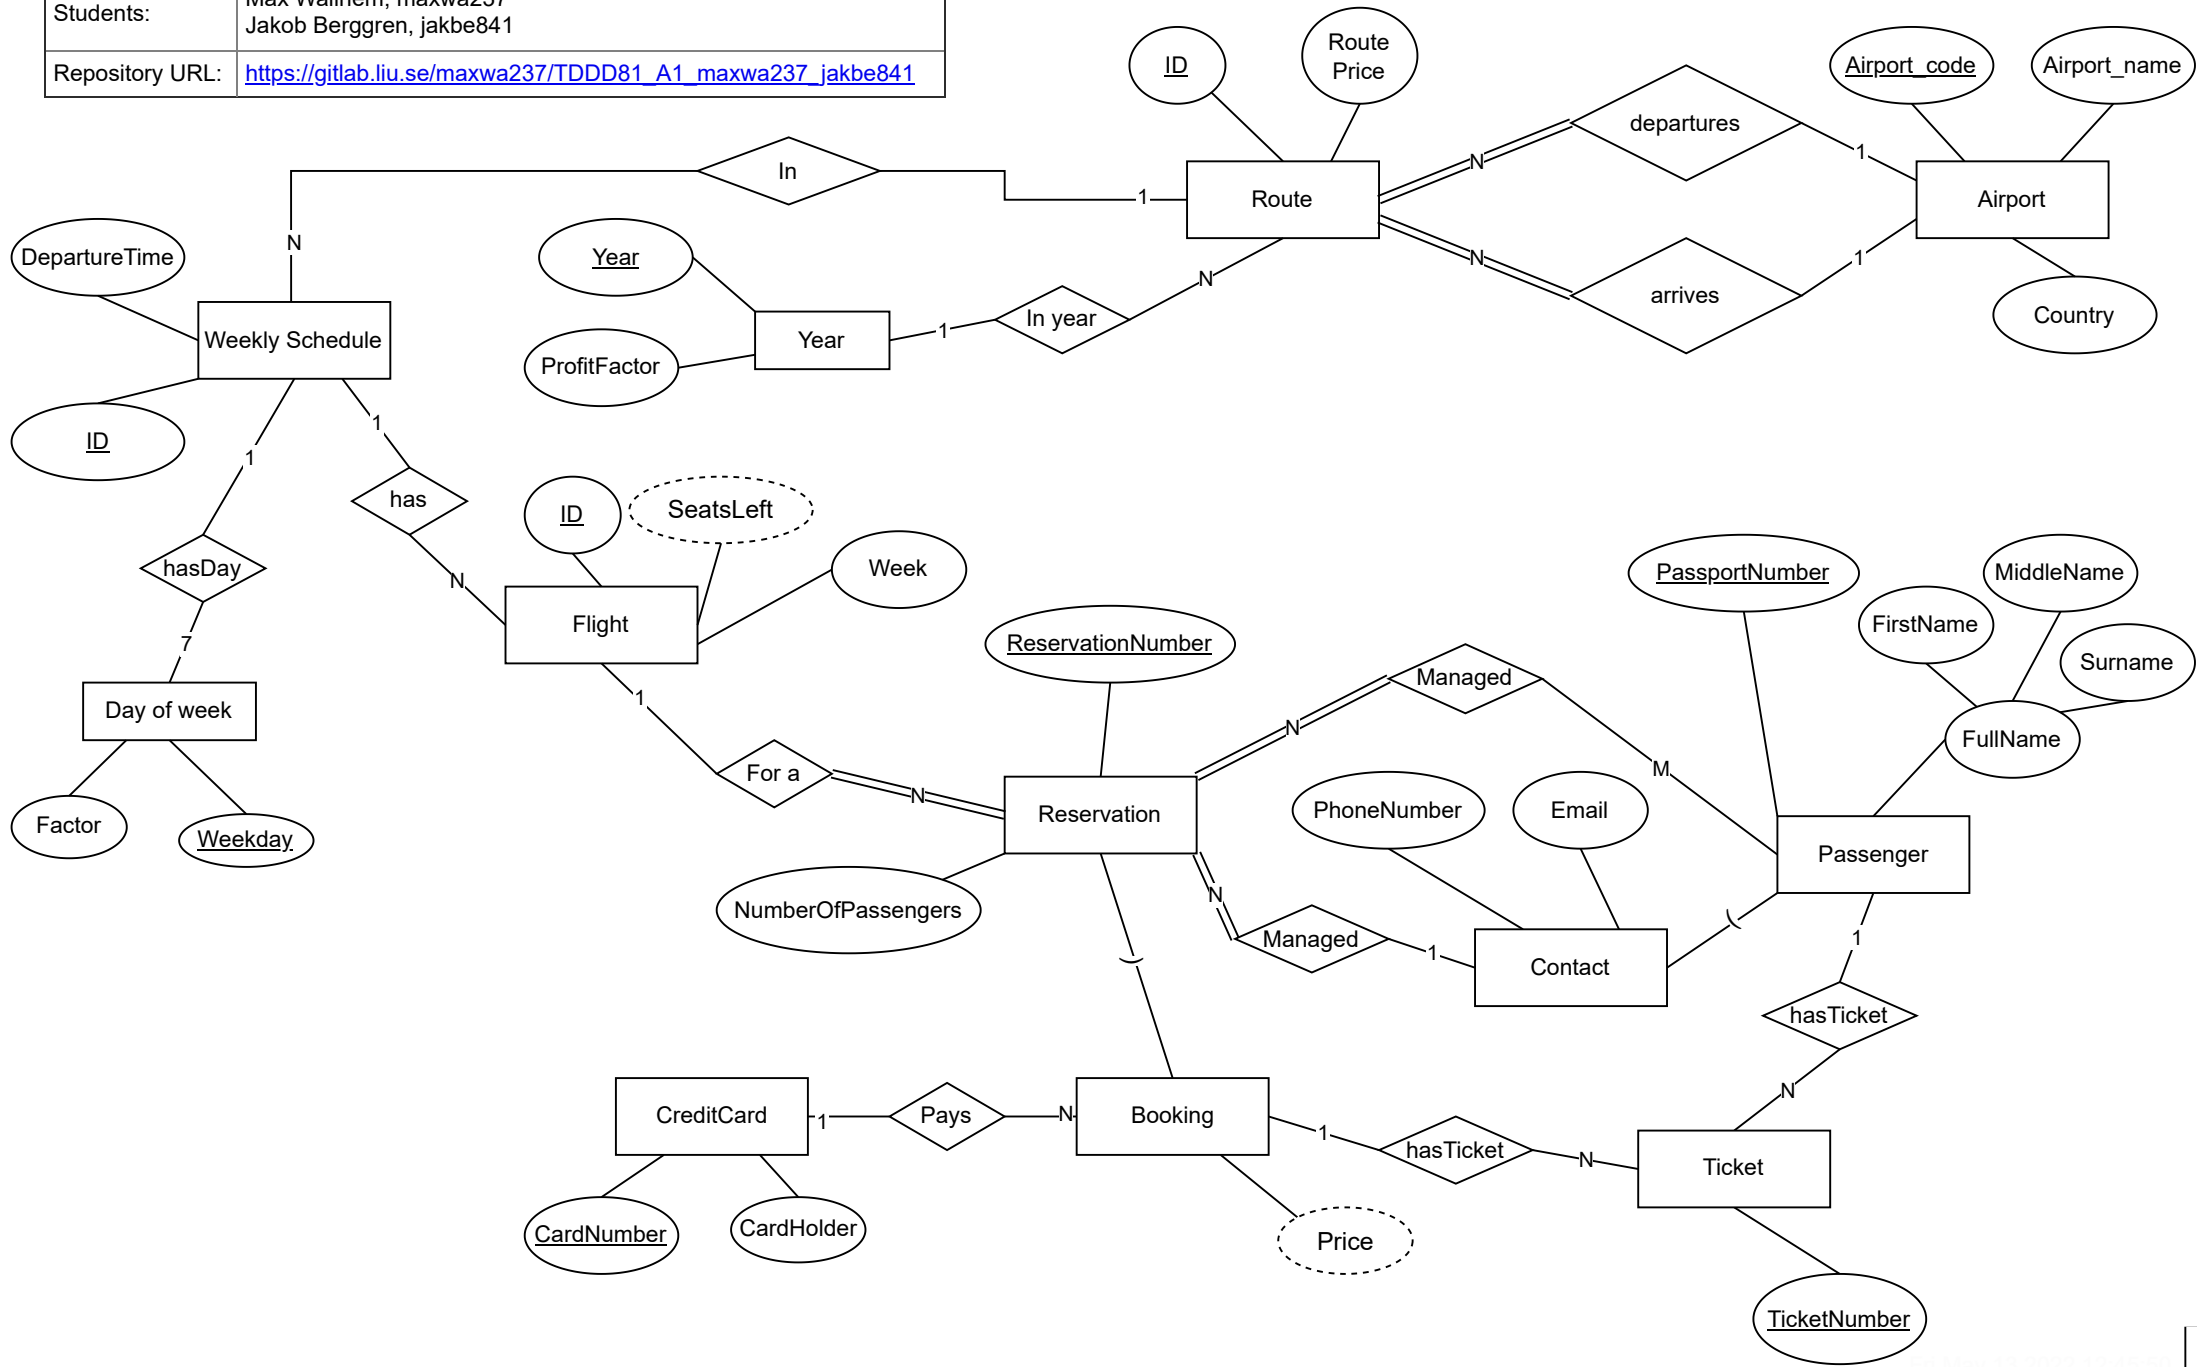 Students:
Jakob Berggren, jakbe841
Repository URL:
https://gitlab.liu.se/maxwa237/TDDD81_A1_maxwa237_jakbe841
ID
Route
Price
Airport_code
Airport_name
departures
N
1
In
1
Route
Airport
N
DepartureTime
Year
N
N
1
arrives
Country
Weekly Schedule
Year
1
In year
ProfitFactor
ID
1
1
has
ID
SeatsLeft
Week
hasDay
N
Flight
7
Day of week
Factor
Weekday
1
For a
N
ReservationNumber
Reservation
NumberOfPassengers
Managed
N
M
PassportNumber
MiddleName
FirstName
Surname
FullName
PhoneNumber
Email
Passenger
N
Managed
1
Contact
1
hasTicket
N
CreditCard
1
Pays
N
Booking
1
hasTicket
N
Ticket
CardNumber
CardHolder
Price
TicketNumber